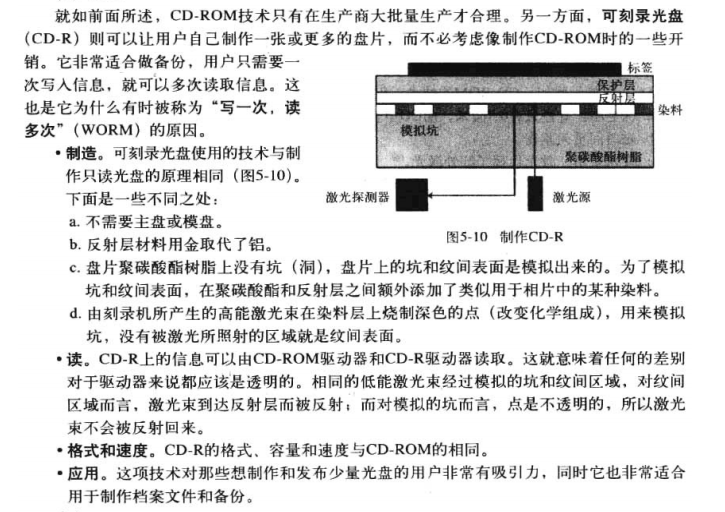 就如前面所述，CD-ROM技术只有在生产商大批量生产才合理。另一方面，可刻录光盘
(CD-R）则可以让用户自己制作一张或更多的盘片，而不必考虑像制作CD-ROM时的一些开
销。它非常适合做备份，用户只需要一
次写入信息，就可以多次读取信息。这
也是它为什么有时被称为“写一次，读
多次”（WORM）的原因。
• 制造。可刻录光盘使用的技术与制
作只读光盘的原理相同（图5-10）。
下面是一些不同之处：
a. 不需要主盘或模盘。
b. 反射层材料用金取代了铝。
标签
保护层
反射层
染料
模拟坑
聚碳酸酯树脂
激光探测器
激光源
图5-10 制作CD-R
c. 盘片聚碳酸酯树脂上没有坑（洞），盘片上的坑和纹间表面是模拟出来的。为了模拟
坑和纹间表面，在聚碳酸酯和反射层之间额外添加了类似用于相片中的某种染料。
d. 由刻录机所产生的高能激光束在染料层上烧制深色的点（改变化学组成），用来模拟
坑，没有被激光所照射的区域就是纹间表面。
• 读。CD-R上的信息可以由CD-ROM驱动器和CD-R驱动器读取。这就意味着任何的差别
对于驱动器来说都应该是透明的。相同的低能激光束经过模拟的坑和纹间区域，对纹间
区域而言，激光束到达反射层而被反射；而对模拟的坑而言，点是不透明的，所以激光
束不会被反射回来。
• 格式和速度。CD-R的格式、容量和速度与CD-ROM的相同。
• 应用。这项技术对那些想制作和发布少量光盘的用户非常有吸引力，同时它也非常适合
用于制作档案文件和备份。